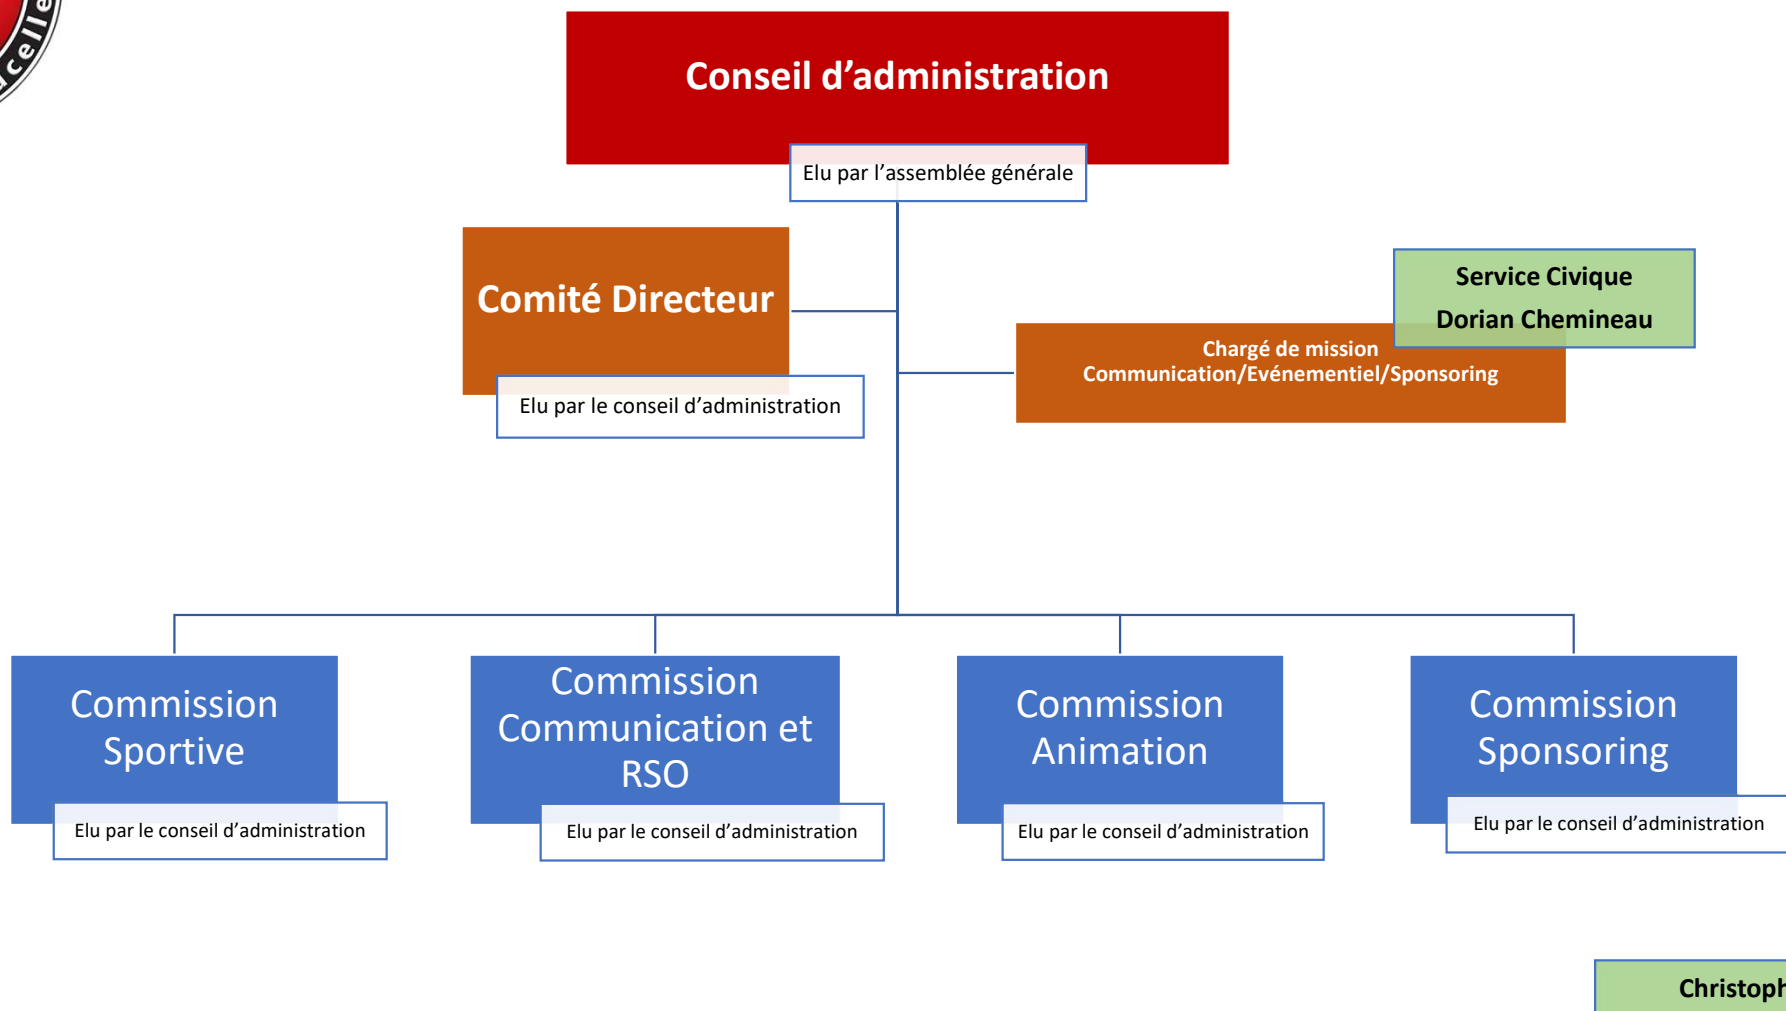 Conseil d’administration
Elu par l’assemblée générale
Comité Directeur
Elu par le conseil d’administration
Service Civique
Dorian Chemineau
Chargé de mission
Communication/Evénementiel/Sponsoring
Commission
Sportive
Elu par le conseil d’administration
Commission
Communication et
RSO
Elu par le conseil d’administration
Commission
Animation
Elu par le conseil d’administration
Commission
Sponsoring
Elu par le conseil d’administration